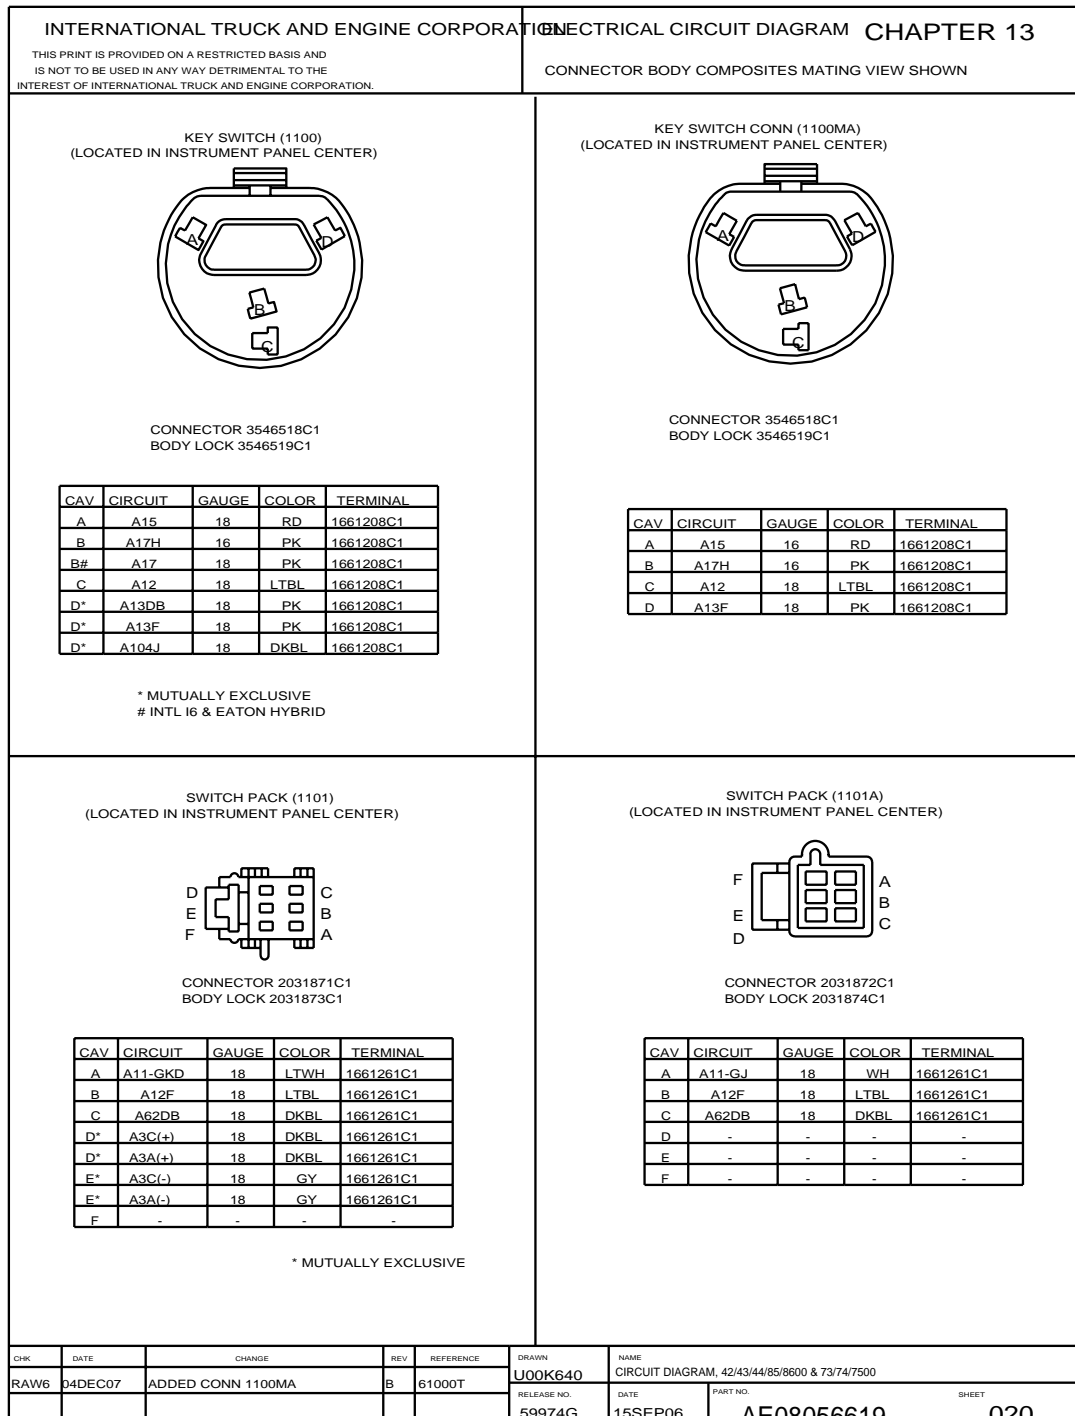 INTERNATIONAL TRUCK AND ENGINE CORPORATION
ELECTRICAL CIRCUIT DIAGRAM CHAPTER 13
THIS PRINT IS PROVIDED ON A RESTRICTED BASIS AND
IS NOT TO BE USED IN ANY WAY DETRIMENTAL TO THE
INTEREST OF INTERNATIONAL TRUCK AND ENGINE CORPORATION.
CONNECTOR BODY COMPOSITES MATING VIEW SHOWN
KEY SWITCH (1100)
(LOCATED IN INSTRUMENT PANEL CENTER)
A
D
B
C
CONNECTOR 3546518C1
BODY LOCK 3546519C1
CAV CIRCUIT GAUGE COLOR TERMINAL
A A15 18 RD 1661208C1
B A17H 16 PK 1661208C1
B# A17 18 PK 1661208C1
C A12 18 LTBL 1661208C1
D* A13DB 18 PK 1661208C1
D* A13F 18 PK 1661208C1
D* A104J 18 DKBL 1661208C1
* MUTUALLY EXCLUSIVE
# INTL I6 & EATON HYBRID
KEY SWITCH CONN (1100MA)
(LOCATED IN INSTRUMENT PANEL CENTER)
A
D
B
C
CONNECTOR 3546518C1
BODY LOCK 3546519C1
CAV CIRCUIT GAUGE COLOR TERMINAL
A A15 16 RD 1661208C1
B A17H 16 PK 1661208C1
C A12 18 LTBL 1661208C1
D A13F 18 PK 1661208C1
SWITCH PACK (1101)
(LOCATED IN INSTRUMENT PANEL CENTER)
D C
E B
F A
CONNECTOR 2031871C1
BODY LOCK 2031873C1
CAV CIRCUIT GAUGE COLOR TERMINAL
A A11-GKD 18 LTWH 1661261C1
B A12F 18 LTBL 1661261C1
C A62DB 18 DKBL 1661261C1
D* A3C(+) 18 DKBL 1661261C1
D* A3A(+) 18 DKBL 1661261C1
E* A3C(-) 18 GY 1661261C1
E* A3A(-) 18 GY 1661261C1
F - - - -
* MUTUALLY EXCLUSIVE
SWITCH PACK (1101A)
(LOCATED IN INSTRUMENT PANEL CENTER)
F A
E B
D C
CONNECTOR 2031872C1
BODY LOCK 2031874C1
CAV CIRCUIT GAUGE COLOR TERMINAL
A A11-GJ 18 WH 1661261C1
B A12F 18 LTBL 1661261C1
C A62DB 18 DKBL 1661261C1
D - - - -
E - - - -
F - - - -
CHK DATE CHANGE REV REFERENCE
RAW6 04DEC07 ADDED CONN 1100MA B 61000T
DRAWN
U00K640
NAME
CIRCUIT DIAGRAM, 42/43/44/85/8600 & 73/74/7500
RELEASE NO.
59974G
DATE
15SEP06
PART NO.
AE08056619
SHEET
020